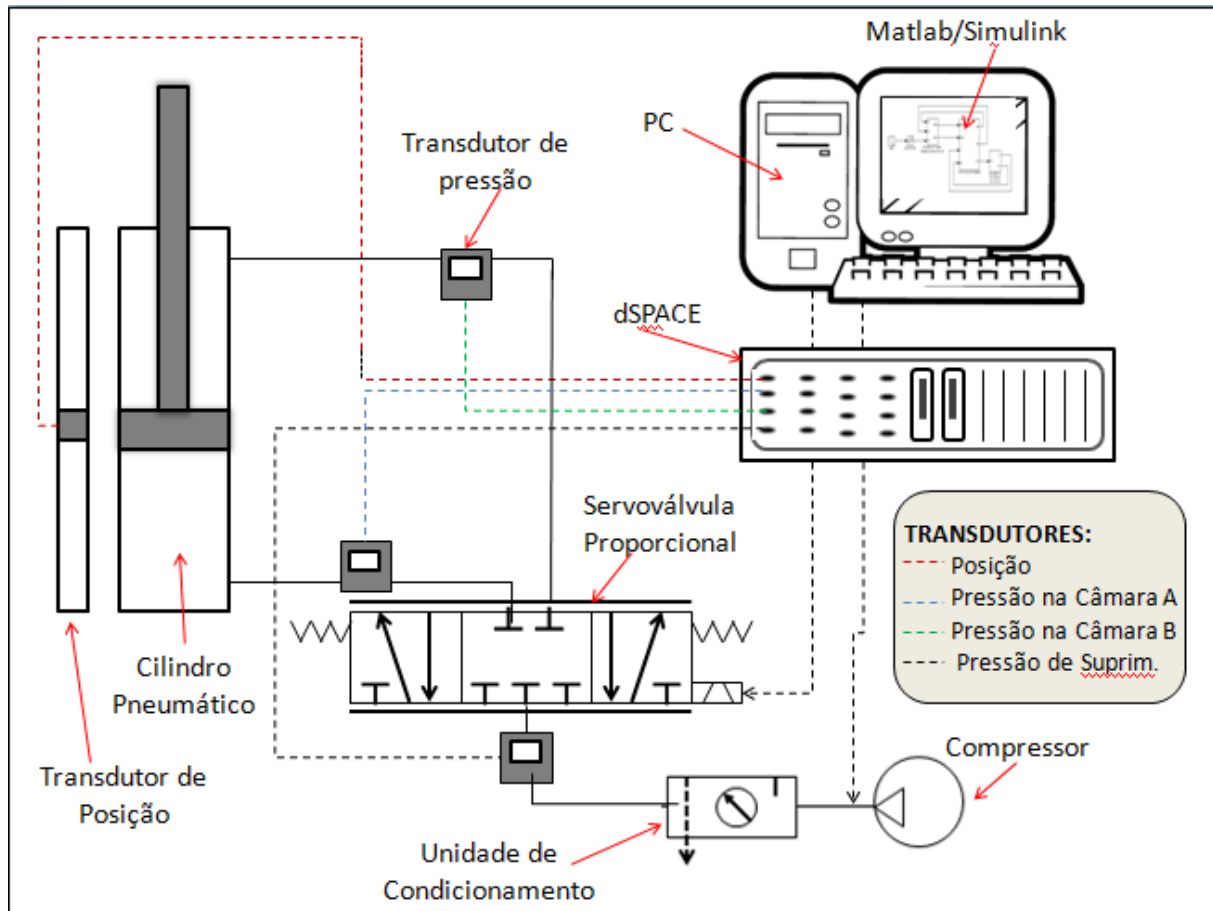 Matlab/Simulink
PC
Transdutor de
pressão
dSPACE
Servoválvula
Proporcional
TRANSDUTORES:
Posição
Pressão na Câmara A
Pressão na Câmara B
Pressão de Suprim.
Cilindro
Pneumático
Transdutor de
Posição
Compressor
Unidade de
Condicionamento